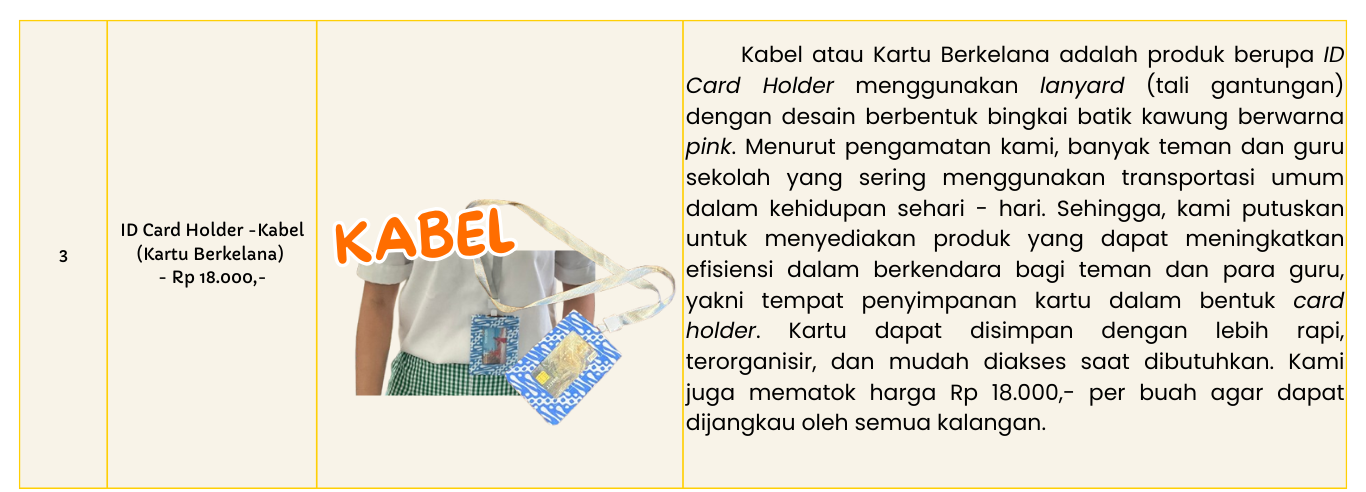 3
ID Card Holder -Kabel
(Kartu Berkelana)
- Rp 18.000,-
KABEL
Kabel atau Kartu Berkelana adalah produk berupa ID
Card Holder menggunakan lanyard (tali gantungan)
dengan desain berbentuk bingkai batik kawung berwarna
pink. Menurut pengamatan kami, banyak teman dan guru
sekolah yang sering menggunakan transportasi umum
dalam kehidupan sehari - hari. Sehingga, kami putuskan
untuk menyediakan produk yang dapat meningkatkan
efisiensi dalam berkendara bagi teman dan para guru,
yakni tempat penyimpanan kartu dalam bentuk card
holder. Kartu dapat disimpan dengan lebih rapi,
terorganisir, dan mudah diakses saat dibutuhkan. Kami
juga mematok harga Rp 18.000,- per buah agar dapat
dijangkau oleh semua kalangan.